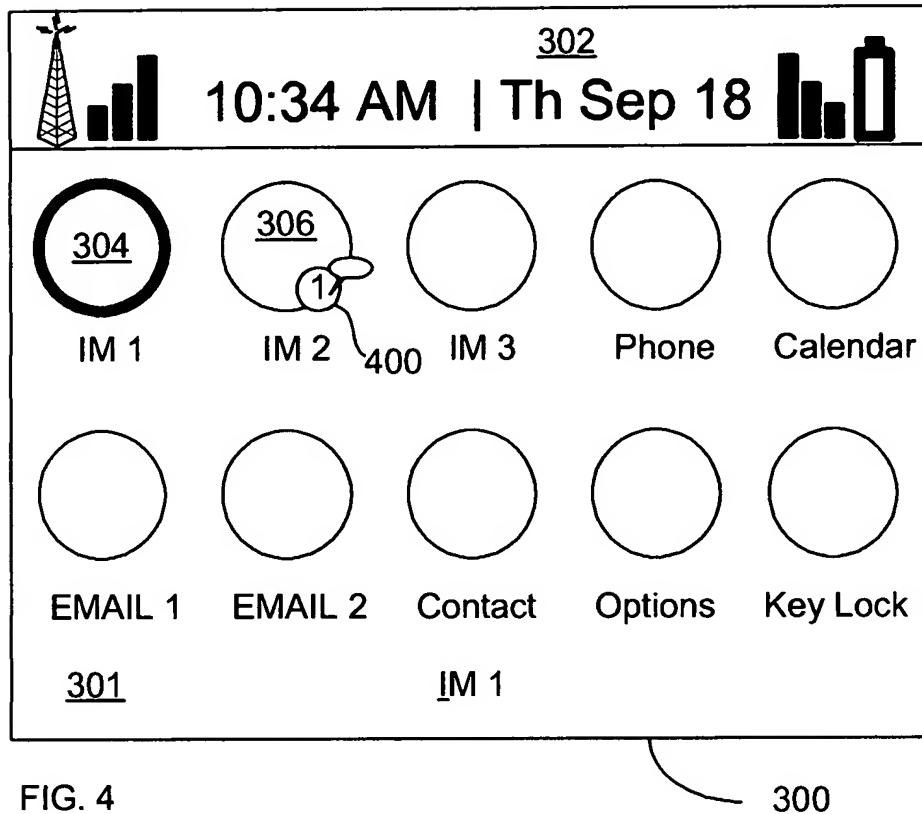 302
10:34 AM | Th Sep 18
304 306
1
IM 1 IM 2 400 IM 3 Phone Calendar
EMAIL 1 EMAIL 2 Contact Options Key Lock
301 IM 1
FIG. 4 300